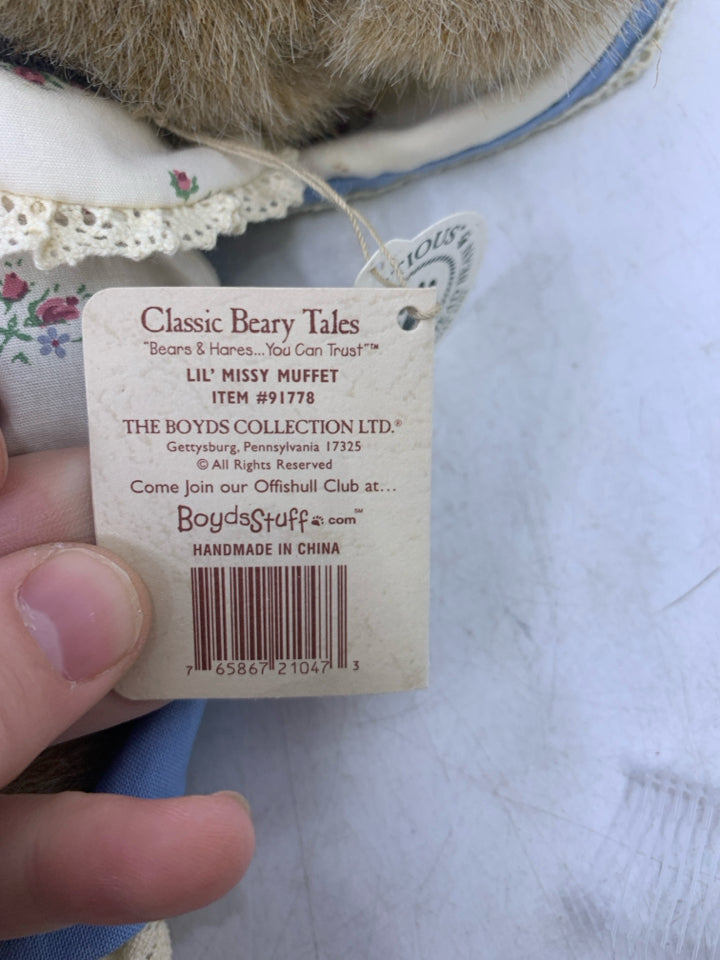 Classic Beary Tales
"Bears & Hares...You Can Trust"™
LIL' MISSY MUFFET
ITEM #91778
THE BOYDS COLLECTION LTD.®
Gettysburg, Pennsylvania 17325
© All Rights Reserved
Come Join our Offishull Club at...
BoydsStuff.com™
HANDMADE IN CHINA
7 65867 21047 3